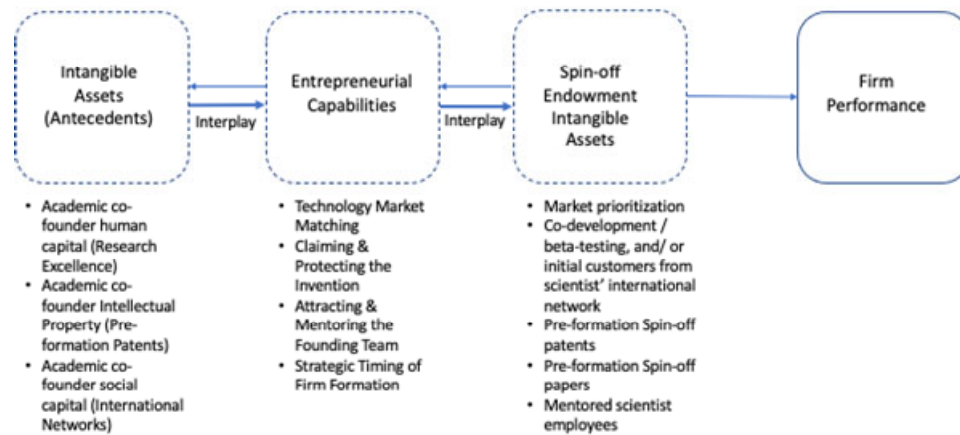 Intangible
Assets
(Antecedents)
Interplay
Entrepreneurial
Capabilities
Interplay
Spin-off
Endowment
Intangible
Assets
Firm
Performance
• Academic co-
founder human
capital (Research
Excellence)
• Academic co-
founder Intellectual
Property (Pre-
formation Patents)
• Academic co-
founder social
capital (International
Networks)
• Technology Market
Matching
• Claiming &
Protecting the
Invention
• Attracting &
Mentoring the
Founding Team
• Strategic Timing of
Firm Formation
• Market prioritization
• Co-development /
beta-testing, and/ or
initial customers from
scientist' international
network
• Pre-formation Spin-off
patents
• Pre-formation Spin-off
papers
• Mentored scientist
employees